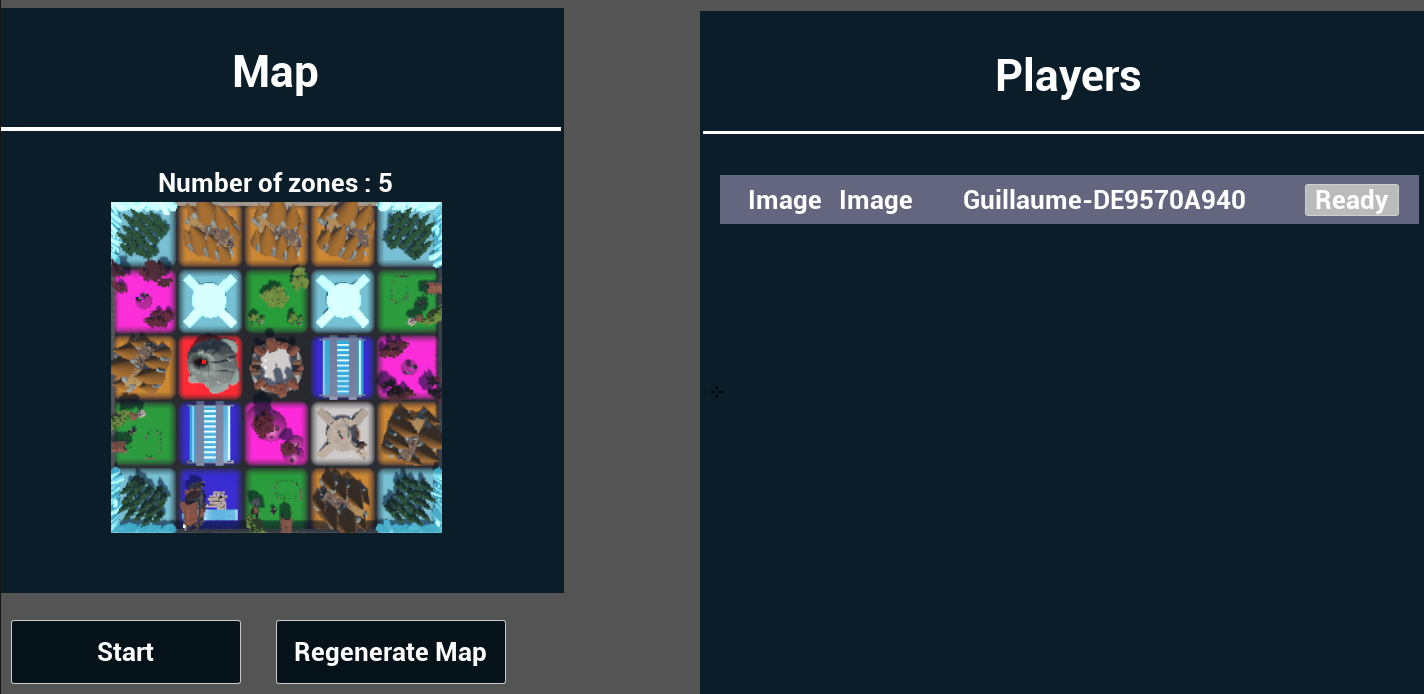 Map
Number of zones : 5
Start
Regenerate Map
Players
Image Image Guillaume-DE9570A940 Ready